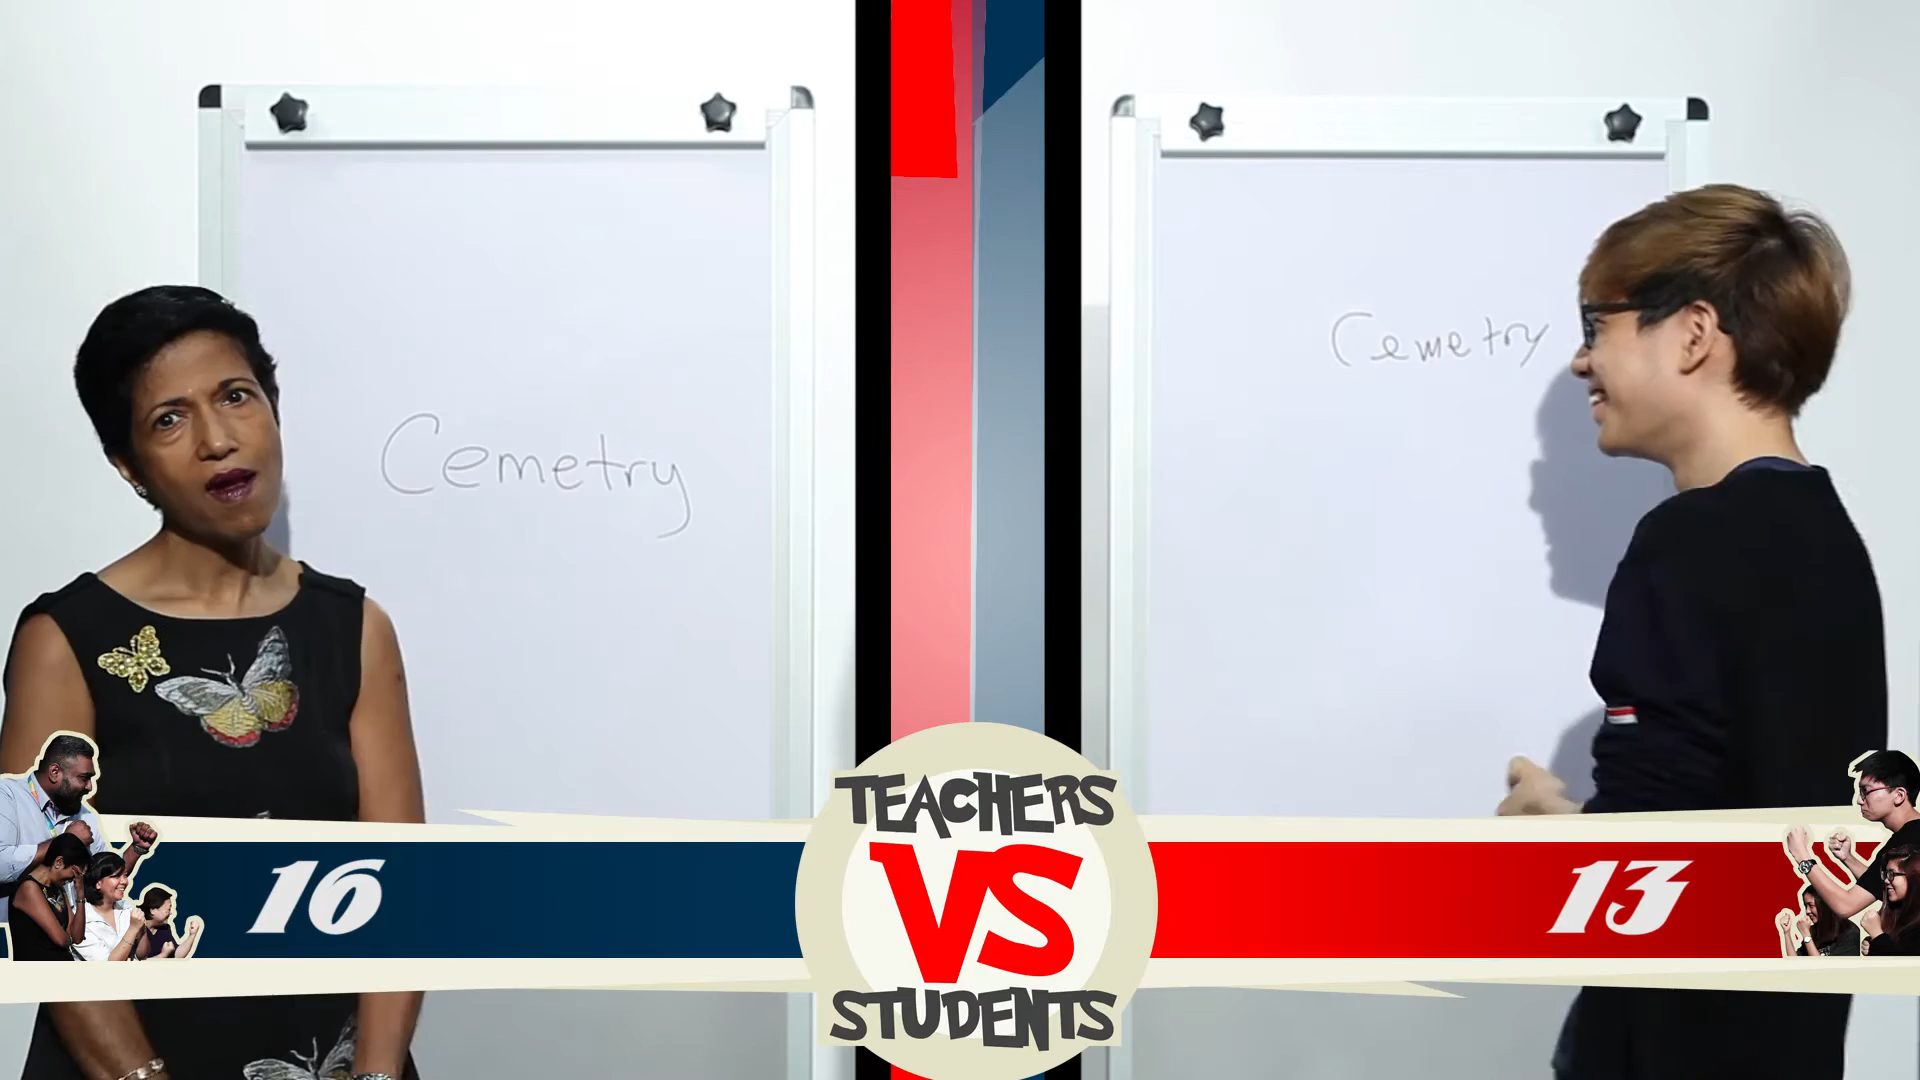 Cemetry
Cemetry
16
TEACHERS
VS
STUDENTS
13